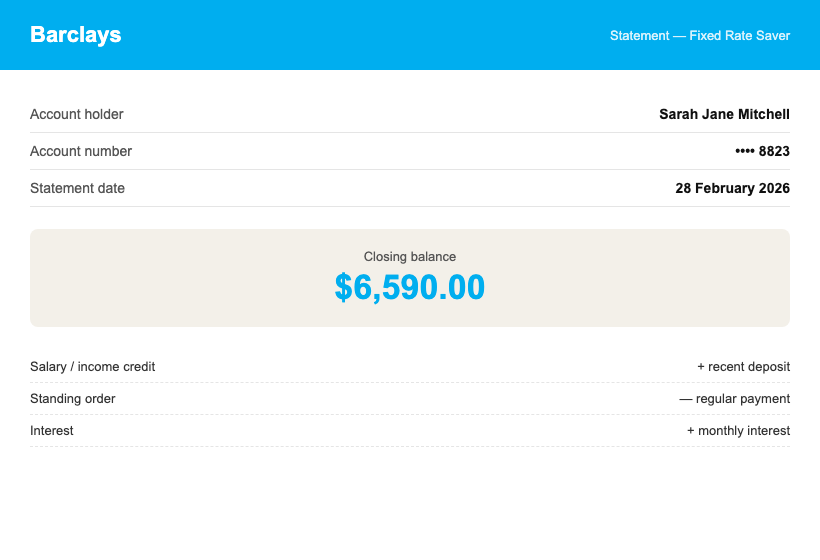 Barclays
Statement — Fixed Rate Saver
Account holder Sarah Jane Mitchell
Account number •••• 8823
Statement date 28 February 2026
Closing balance
$6,590.00
Salary / income credit + recent deposit
Standing order — regular payment
Interest + monthly interest